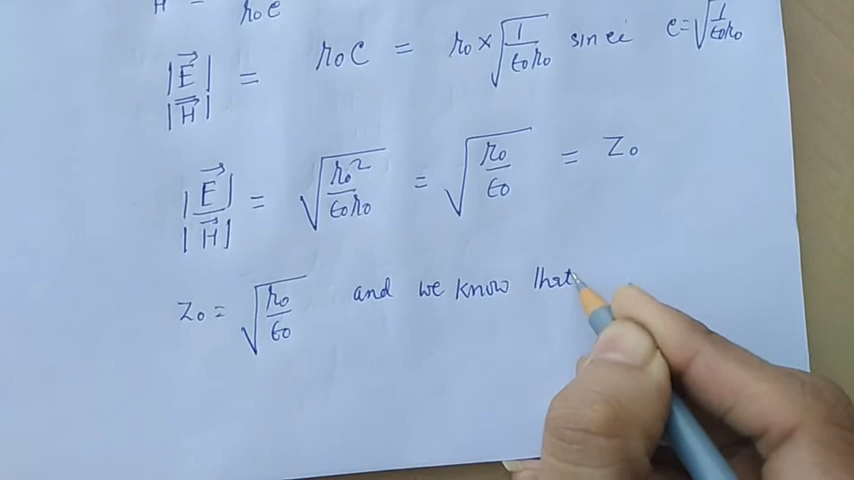 H = μ₀c
|E⃗| / |H⃗| = μ₀c = μ₀ × √(1/ϵ₀μ₀) since c = √(1/ϵ₀μ₀)
|E⃗| / |H⃗| = √(μ₀²/ϵ₀μ₀) = √(μ₀/ϵ₀) = Z₀
Z₀ = √(μ₀/ϵ₀) and we know that